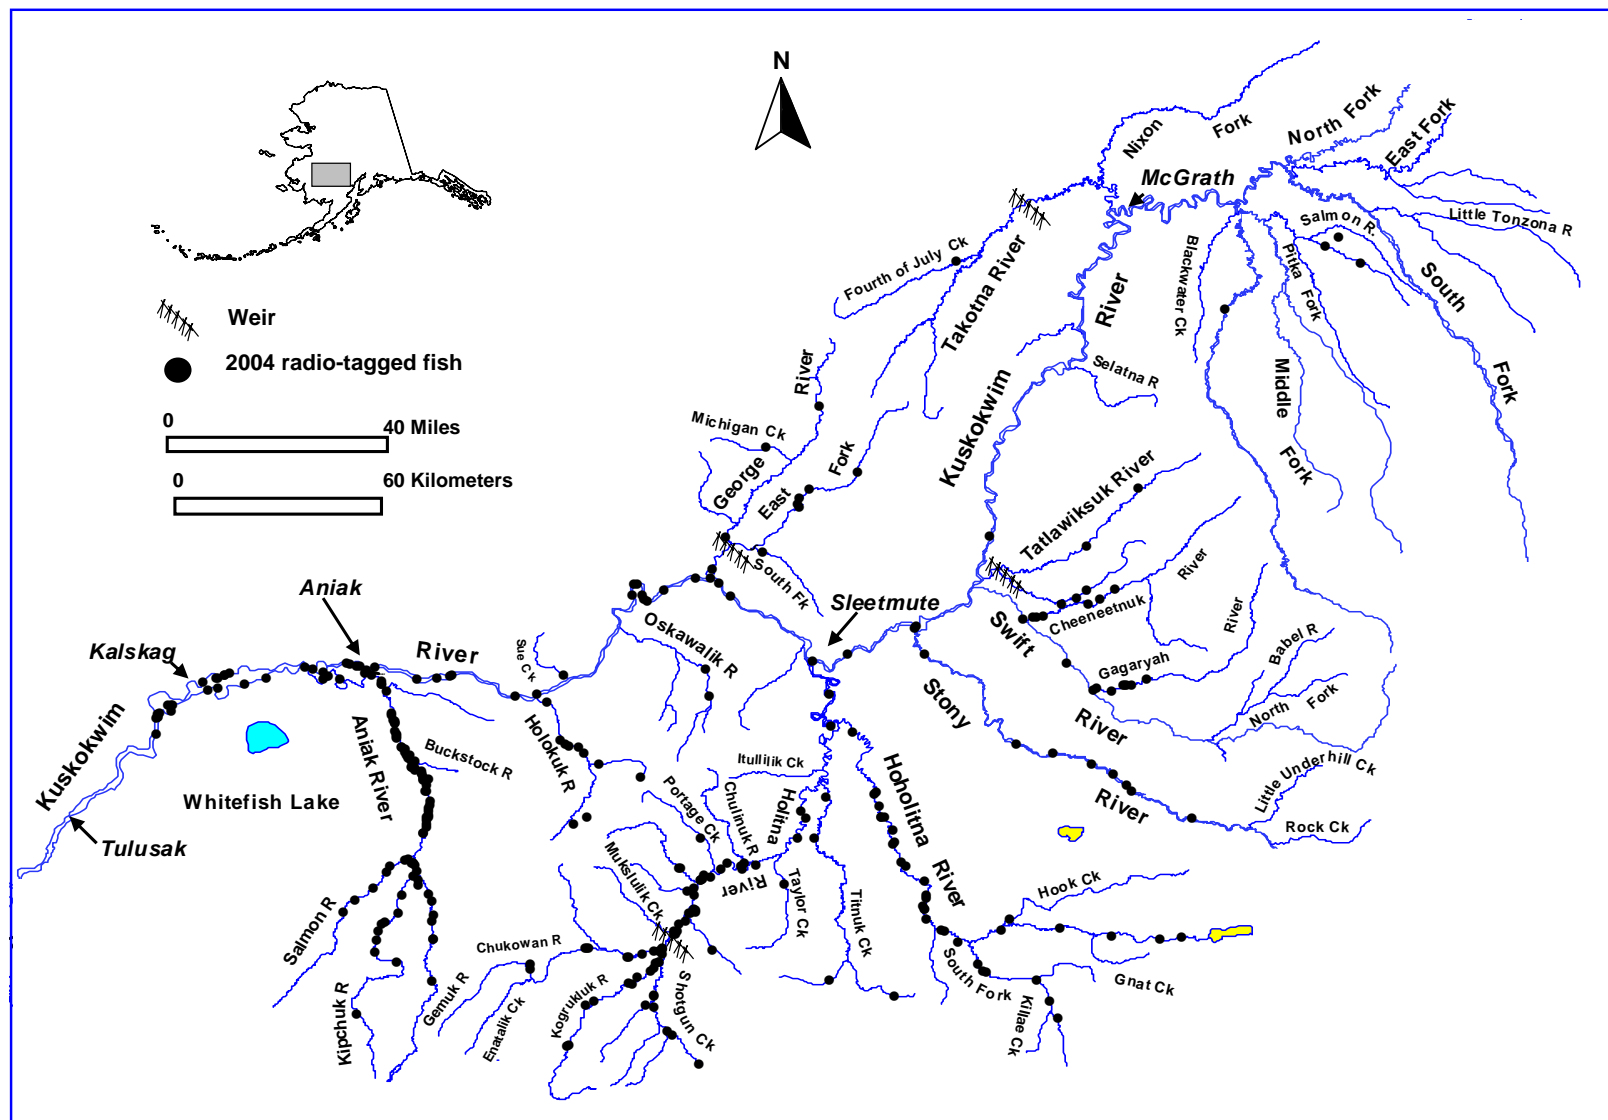 N
Nixon
Fork
North Fork
East Fork
McGrath
Little Tonzona R
Salmon R.
Pitka Fork
South
Fork
Blackwater Ck
Middle
Fork
Fourth of July Ck
Takotna River
River
Kuskokwim
Selatna R
Weir
2004 radio-tagged fish
0
40 Miles
0
60 Kilometers
River
Michigan Ck
George
East
Fork
South Fk
Tatlawiksuk River
River
Cheeneetnuk
Swift
River
Gagaryah
River
Babel R
North
Fork
Aniak
Kalskag
River
Sue Ck
Oskawalik R
Sleetmute
Stony
River
Little Underhill Ck
Rock Ck
Kuskokwim
Whitefish Lake
Tulusak
Aniak River
Buckstock R
Holokuk R
Portage Ck
Chulinuk R
Itullilik Ck
Holitna
River
Hoholitna
River
Taylor Ck
Titnuk Ck
Mukslulik Ck
Hook Ck
Gnat Ck
South Fork
Killae Ck
Salmon R
Kipchuk R
Gemuk R
Chukowan R
Enatalik Ck
Kogrukluk R
Shotgun Ck